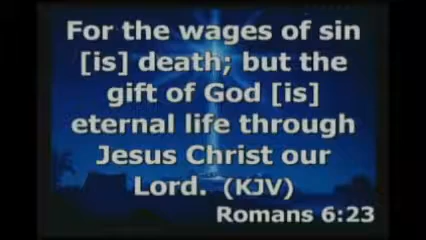 For the wages of sin
[is] death; but the
gift of God [is]
eternal life through
Jesus Christ our
Lord. (KJV)
Romans 6:23